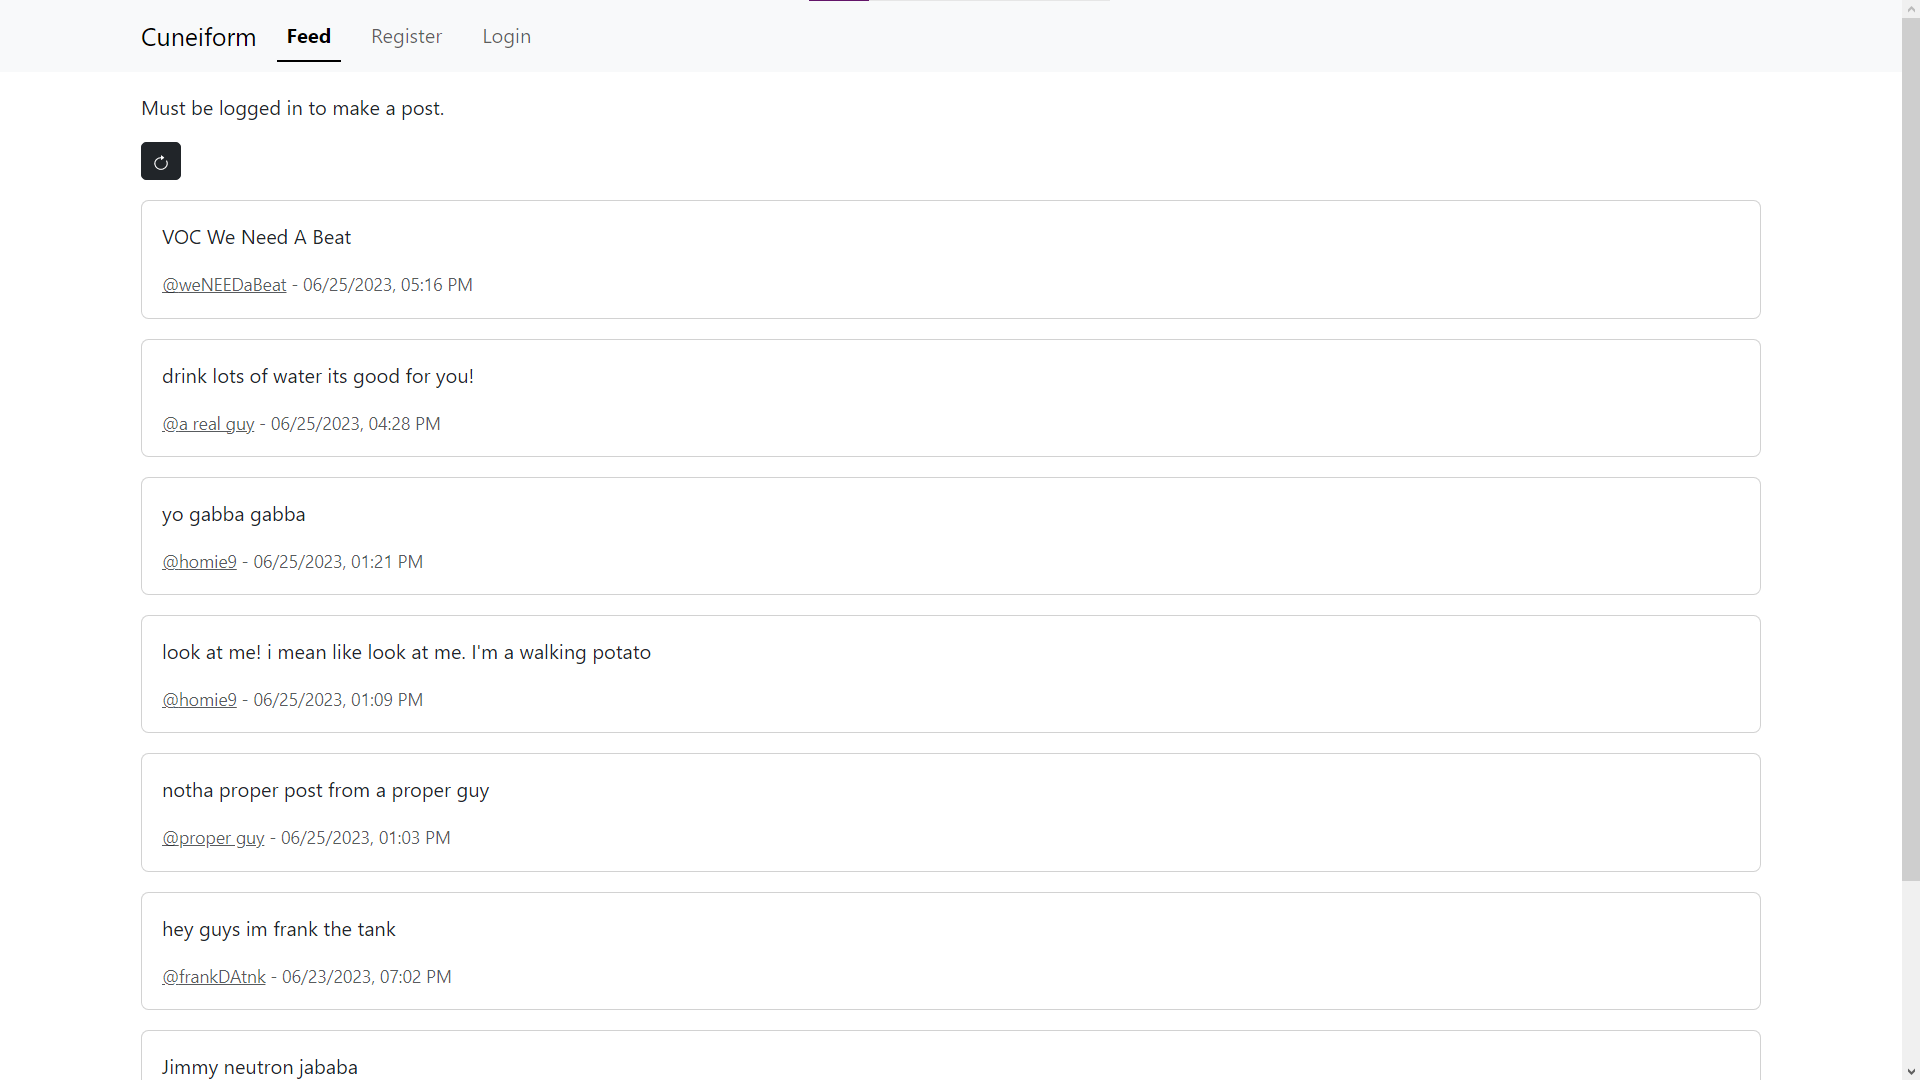 Cuneiform Feed Register Login
Must be logged in to make a post.
VOC We Need A Beat
@weNEEDaBeat - 06/25/2023, 05:16 PM
drink lots of water its good for you!
@a real guy - 06/25/2023, 04:28 PM
yo gabba gabba
@homie9 - 06/25/2023, 01:21 PM
look at me! i mean like look at me. I'm a walking potato
@homie9 - 06/25/2023, 01:09 PM
notha proper post from a proper guy
@proper guy - 06/25/2023, 01:03 PM
hey guys im frank the tank
@frankDAtnk - 06/23/2023, 07:02 PM
Jimmy neutron jababa